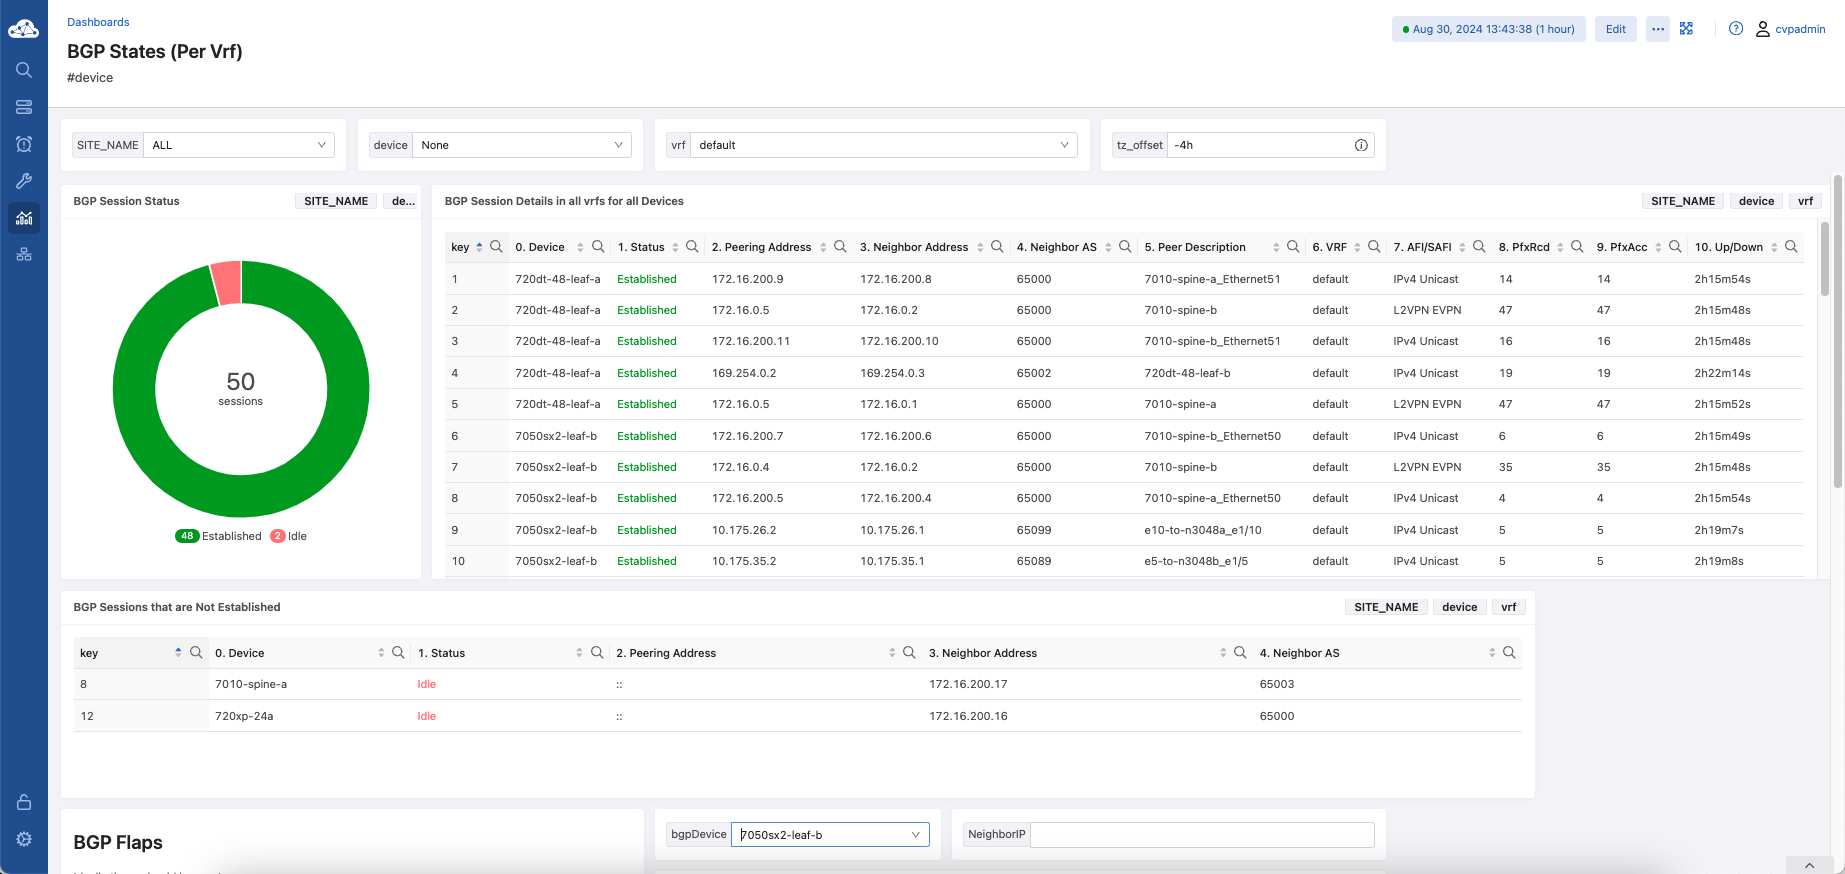 Dashboards
BGP States (Per Vrf)
#device
Aug 30, 2024 13:43:38 (1 hour)
Edit
cvpadmin
SITE_NAME ALL
device None
vrf default
tz_offset -4h
BGP Session Status SITE_NAME de...
50
sessions
48 Established 2 Idle
BGP Session Details in all vrfs for all Devices SITE_NAME device vrf
key 0. Device 1. Status 2. Peering Address 3. Neighbor Address 4. Neighbor AS 5. Peer Description 6. VRF 7. AFI/SAFI 8. PfxRcd 9. PfxAcc 10. Up/Down
1 720dt-48-leaf-a Established 172.16.200.9 172.16.200.8 65000 7010-spine-a_Ethernet51 default IPv4 Unicast 14 14 2h15m54s
2 720dt-48-leaf-a Established 172.16.0.5 172.16.0.2 65000 7010-spine-b default L2VPN EVPN 47 47 2h15m48s
3 720dt-48-leaf-a Established 172.16.200.11 172.16.200.10 65000 7010-spine-b_Ethernet51 default IPv4 Unicast 16 16 2h15m48s
4 720dt-48-leaf-a Established 169.254.0.2 169.254.0.3 65002 720dt-48-leaf-b default IPv4 Unicast 19 19 2h22m14s
5 720dt-48-leaf-a Established 172.16.0.5 172.16.0.1 65000 7010-spine-a default L2VPN EVPN 47 47 2h15m52s
6 7050sx2-leaf-b Established 172.16.200.7 172.16.200.6 65000 7010-spine-b_Ethernet50 default IPv4 Unicast 6 6 2h15m49s
7 7050sx2-leaf-b Established 172.16.0.4 172.16.0.2 65000 7010-spine-b default L2VPN EVPN 35 35 2h15m48s
8 7050sx2-leaf-b Established 172.16.200.5 172.16.200.4 65000 7010-spine-a_Ethernet50 default IPv4 Unicast 4 4 2h15m54s
9 7050sx2-leaf-b Established 10.175.26.2 10.175.26.1 65099 e10-to-n3048a_e1/10 default IPv4 Unicast 5 5 2h19m7s
10 7050sx2-leaf-b Established 10.175.35.2 10.175.35.1 65089 e5-to-n3048b_e1/5 default IPv4 Unicast 5 5 2h19m8s
BGP Sessions that are Not Established SITE_NAME device vrf
key 0. Device 1. Status 2. Peering Address 3. Neighbor Address 4. Neighbor AS
8 7010-spine-a Idle :: 172.16.200.17 65003
12 720xp-24a Idle :: 172.16.200.16 65000
BGP Flaps
bgpDevice 7050sx2-leaf-b
NeighborIP